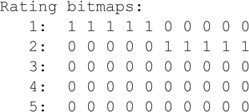 Rating bitmaps:
1: 1 1 1 1 1 0 0 0 0 0
2: 0 0 0 0 0 1 1 1 1 1
3: 0 0 0 0 0 0 0 0 0 0
4: 0 0 0 0 0 0 0 0 0 0
5: 0 0 0 0 0 0 0 0 0 0